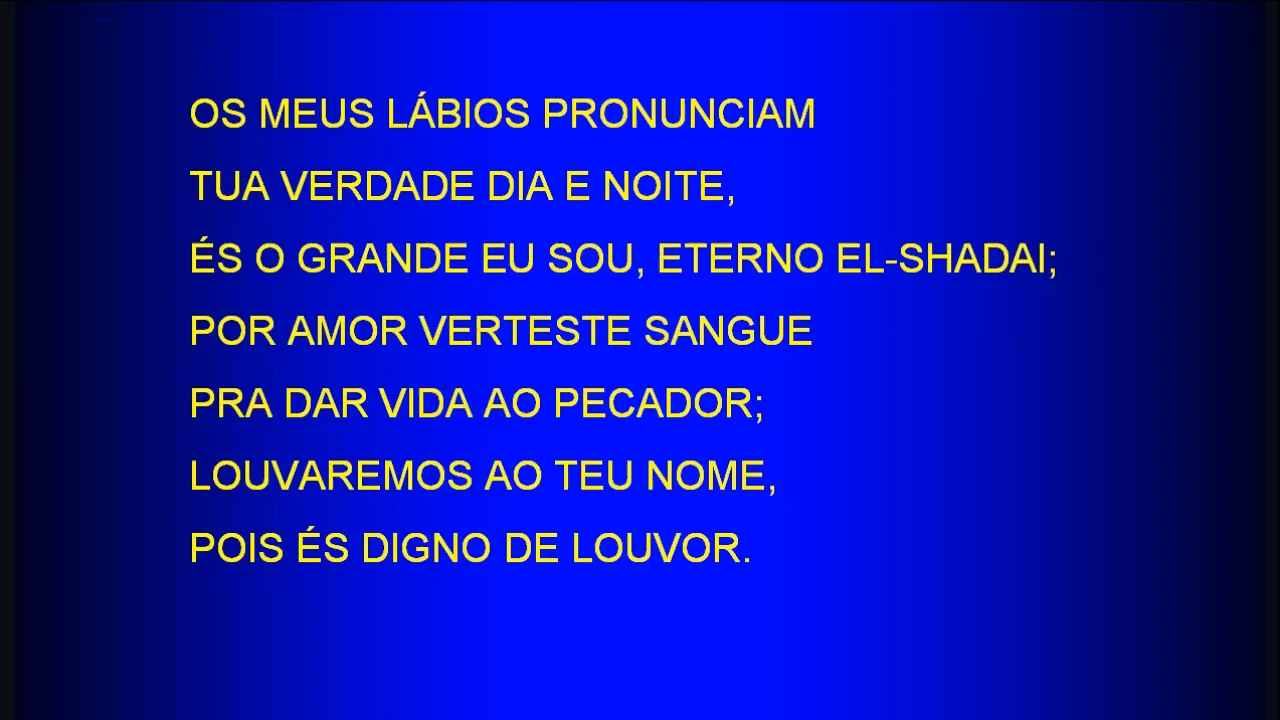 OS MEUS LÁBIOS PRONUNCIAM
TUA VERDADE DIA E NOITE,
ÉS O GRANDE EU SOU, ETERNO EL-SHADAI;
POR AMOR VERTESTE SANGUE
PRA DAR VIDA AO PECADOR;
LOUVAREMOS AO TEU NOME,
POIS ÉS DIGNO DE LOUVOR.